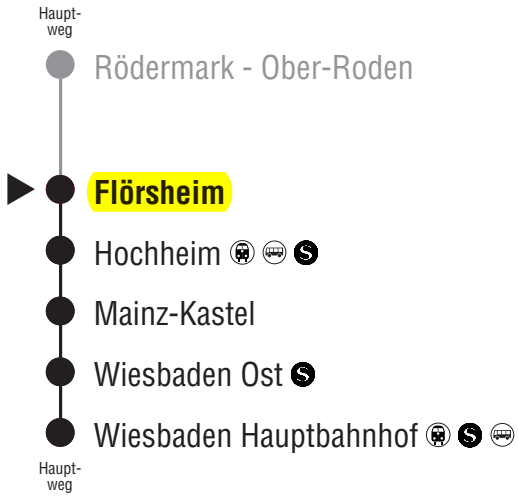 Haupt-
weg
Rödermark - Ober-Roden
Flörsheim
Hochheim S
Mainz-Kastel
Wiesbaden Ost S
Wiesbaden Hauptbahnhof S
Haupt-
weg